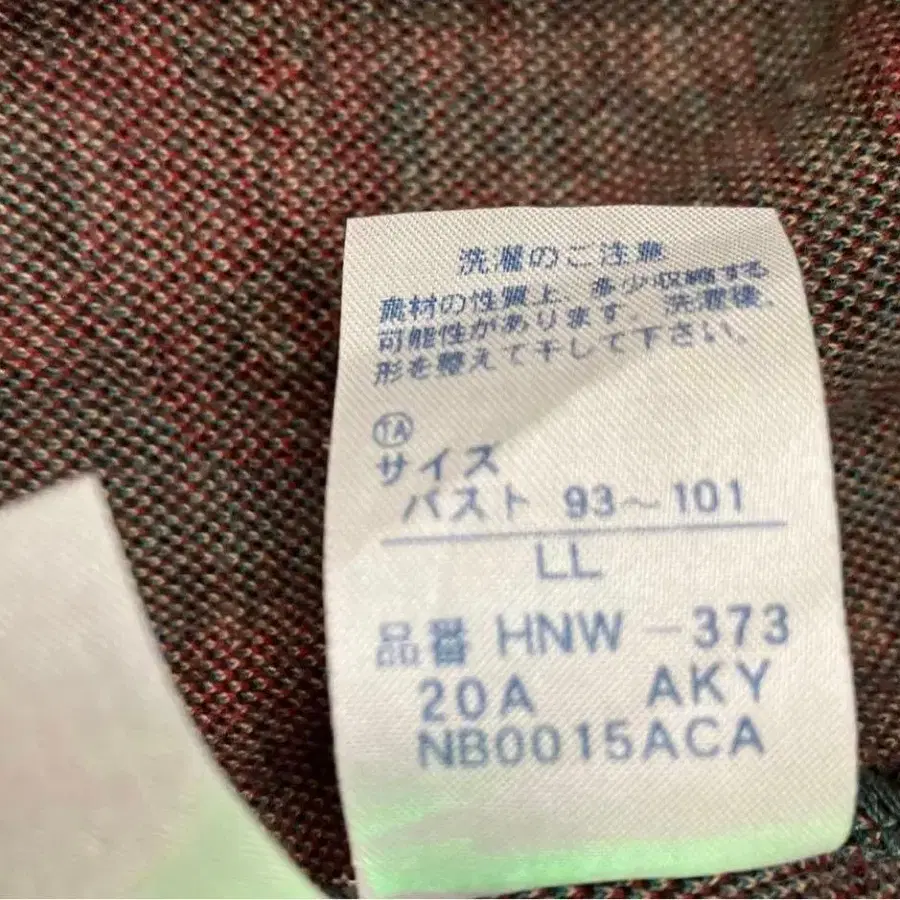 洗濯のご注意
素材の性質上、多少収縮する
可能性があります。洗濯後、
形を整えて干して下さい。
1A
サイズ
バスト 93〜101
LL
品番 HNW-373
20A AKY
NB0015ACA